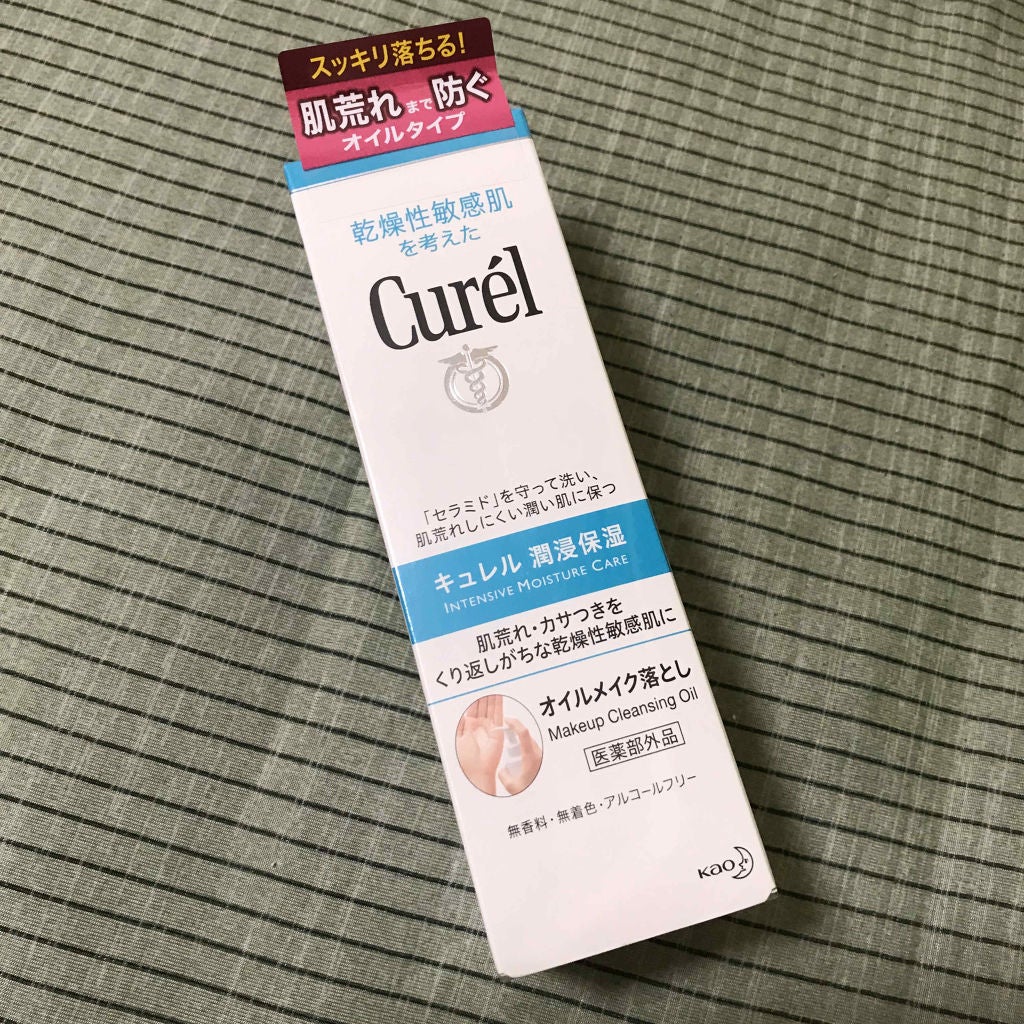 スッキリ落ちる!
肌荒れまで防ぐ
オイルタイプ
乾燥性敏感肌
を考えた
Curél
「セラミド」を守って洗い、
肌荒れしにくい潤い肌に保つ
キュレル 潤浸保湿
INTENSIVE MOISTURE CARE
肌荒れ・カサつきを
くり返しがちな乾燥性敏感肌に
オイルメイク落とし
Makeup Cleansing Oil
医薬部外品
無香料・無着色・アルコールフリー
Kao